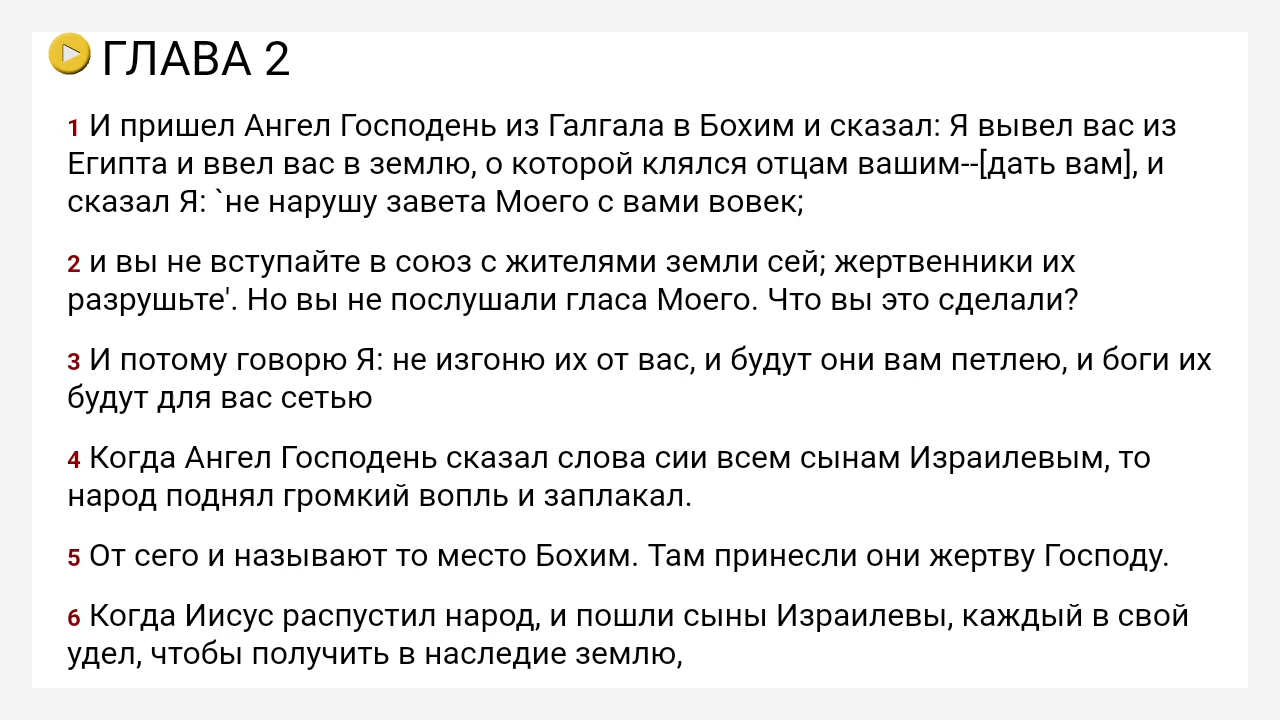 ГЛАВА 2
1 И пришел Ангел Господень из Галгала в Бохим и сказал: Я вывел вас из
Египта и ввел вас в землю, о которой клялся отцам вашим--[дать вам], и
сказал Я: `не нарушу завета Моего с вами вовек;
2 и вы не вступайте в союз с жителями земли сей; жертвенники их
разрушьте'. Но вы не послушали гласа Моего. Что вы это сделали?
3 И потому говорю Я: не изгоню их от вас, и будут они вам петлею, и боги их
будут для вас сетью
4 Когда Ангел Господень сказал слова сии всем сынам Израилевым, то
народ поднял громкий вопль и заплакал.
5 От сего и называют то место Бохим. Там принесли они жертву Господу.
6 Когда Иисус распустил народ, и пошли сыны Израилевы, каждый в свой
удел, чтобы получить в наследие землю,